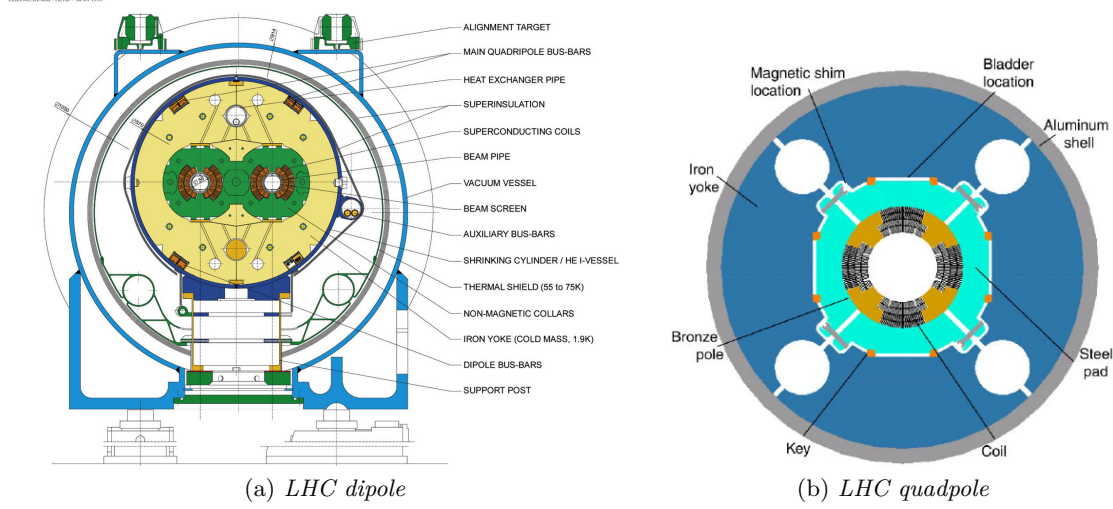 ALIGNMENT TARGET
MAIN QUADRIPOLE BUS-BARS
HEAT EXCHANGER PIPE
SUPERINSULATION
SUPERCONDUCTING COILS
BEAM PIPE
VACUUM VESSEL
BEAM SCREEN
AUXILIARY BUS-BARS
SHRINKING CYLINDER / HE I-VESSEL
THERMAL SHIELD (55 to 75K)
NON-MAGNETIC COLLARS
IRON YOKE (COLD MASS, 1.9K)
DIPOLE BUS-BARS
SUPPORT POST
(a) LHC dipole
Magnetic shim
location
Bladder
location
Aluminum
shell
Iron
yoke
Bronze
pole
Steel
pad
Key
Coil
(b) LHC quadpole